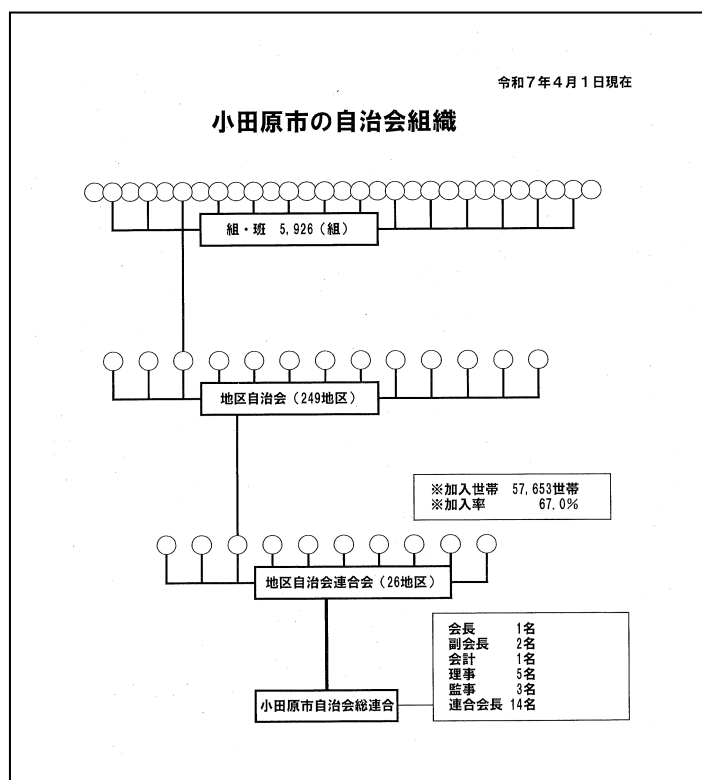 令和7年4月1日現在
小田原市の自治会組織
組・班 5,926(組)
地区自治会(249地区)
※加入世帯 57,653世帯
※加入率 67.0%
地区自治会連合会(26地区)
会長 1名
副会長 2名
会計 1名
理事 5名
監事 3名
連合会長 14名
小田原市自治会総連合